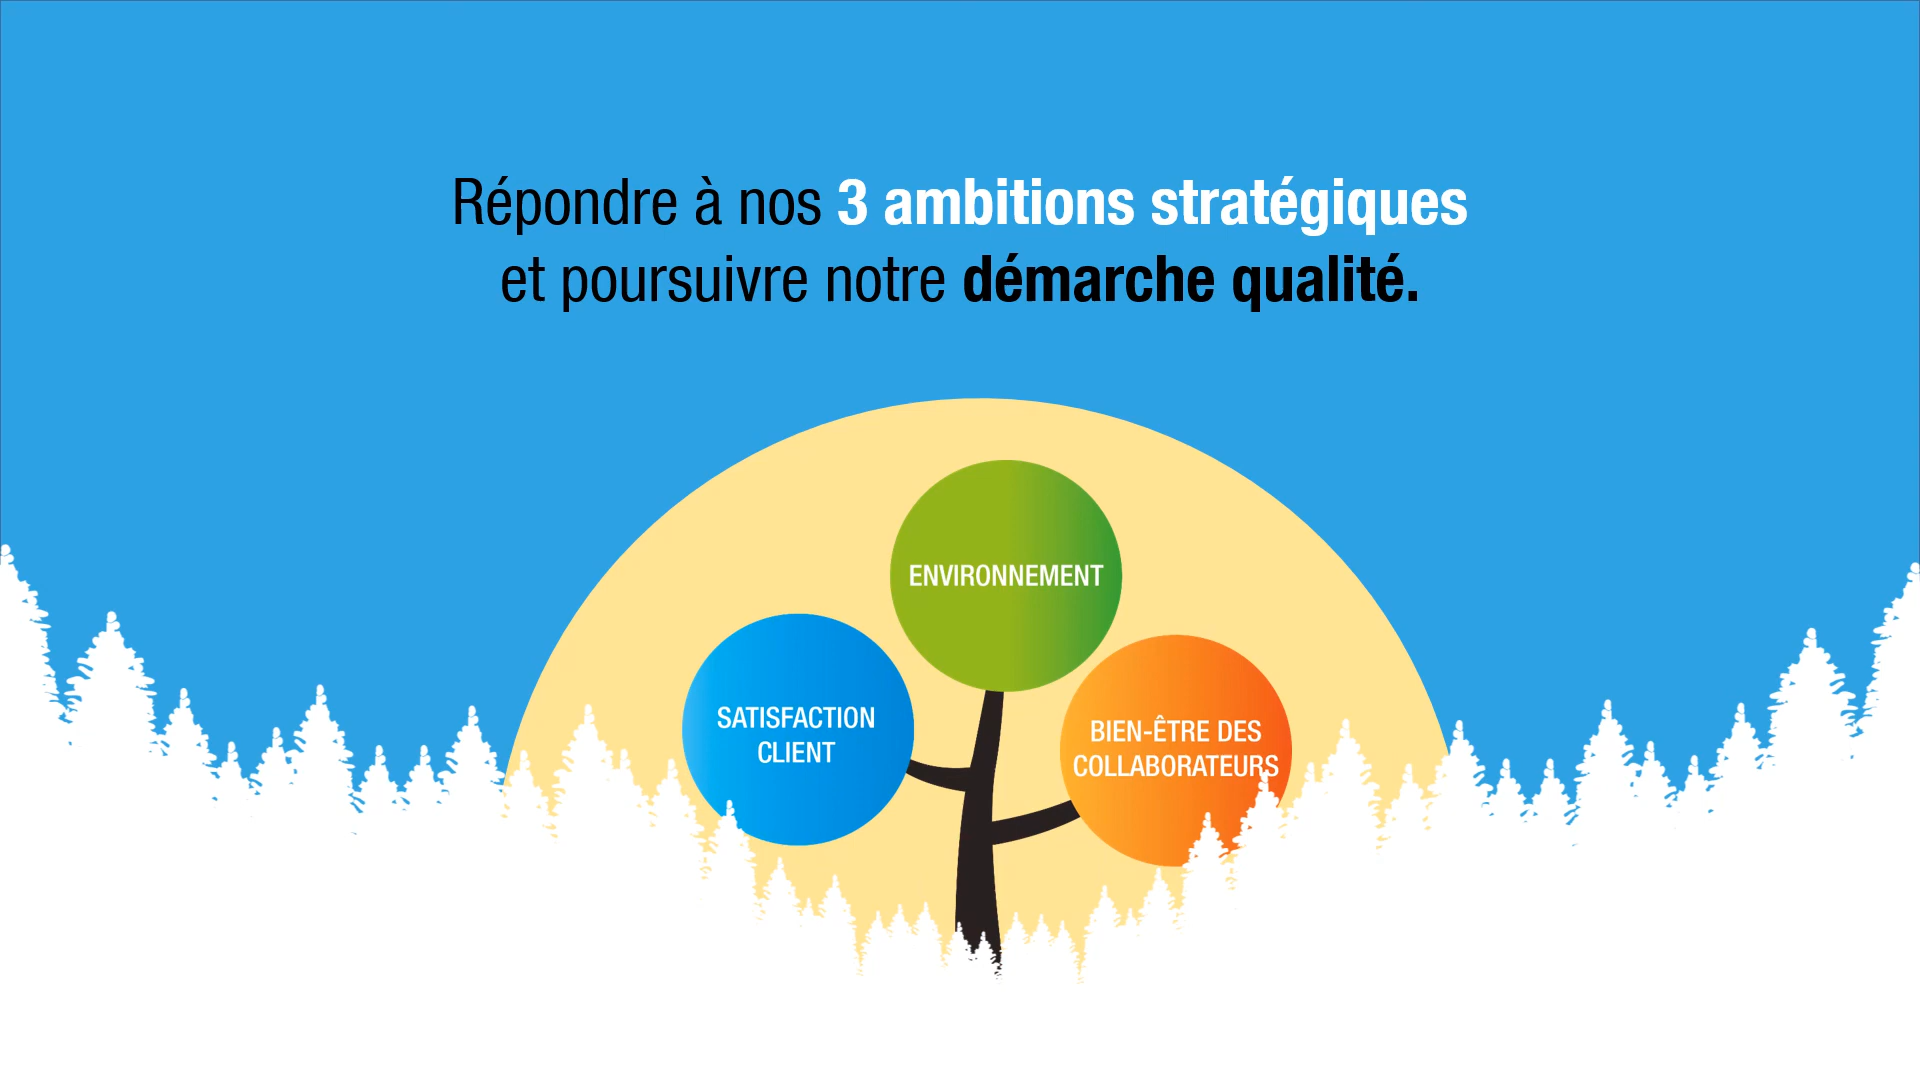 Répondre à nos 3 ambitions stratégiques
et poursuivre notre démarche qualité.
ENVIRONNEMENT
SATISFACTION
CLIENT
BIEN-ÊTRE DES
COLLABORATEURS